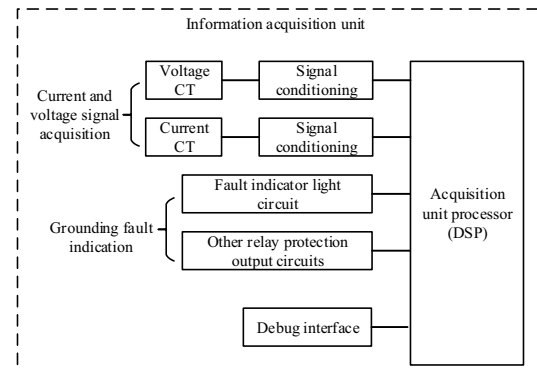 Information acquisition unit
Voltage
CT
Signal
conditioning
Current and
voltage signal
acquisition
Current
CT
Signal
conditioning
Fault indicator light
circuit
Grounding fault
indication
Other relay protection
output circuits
Acquisition
unit processor
(DSP)
Debug interface